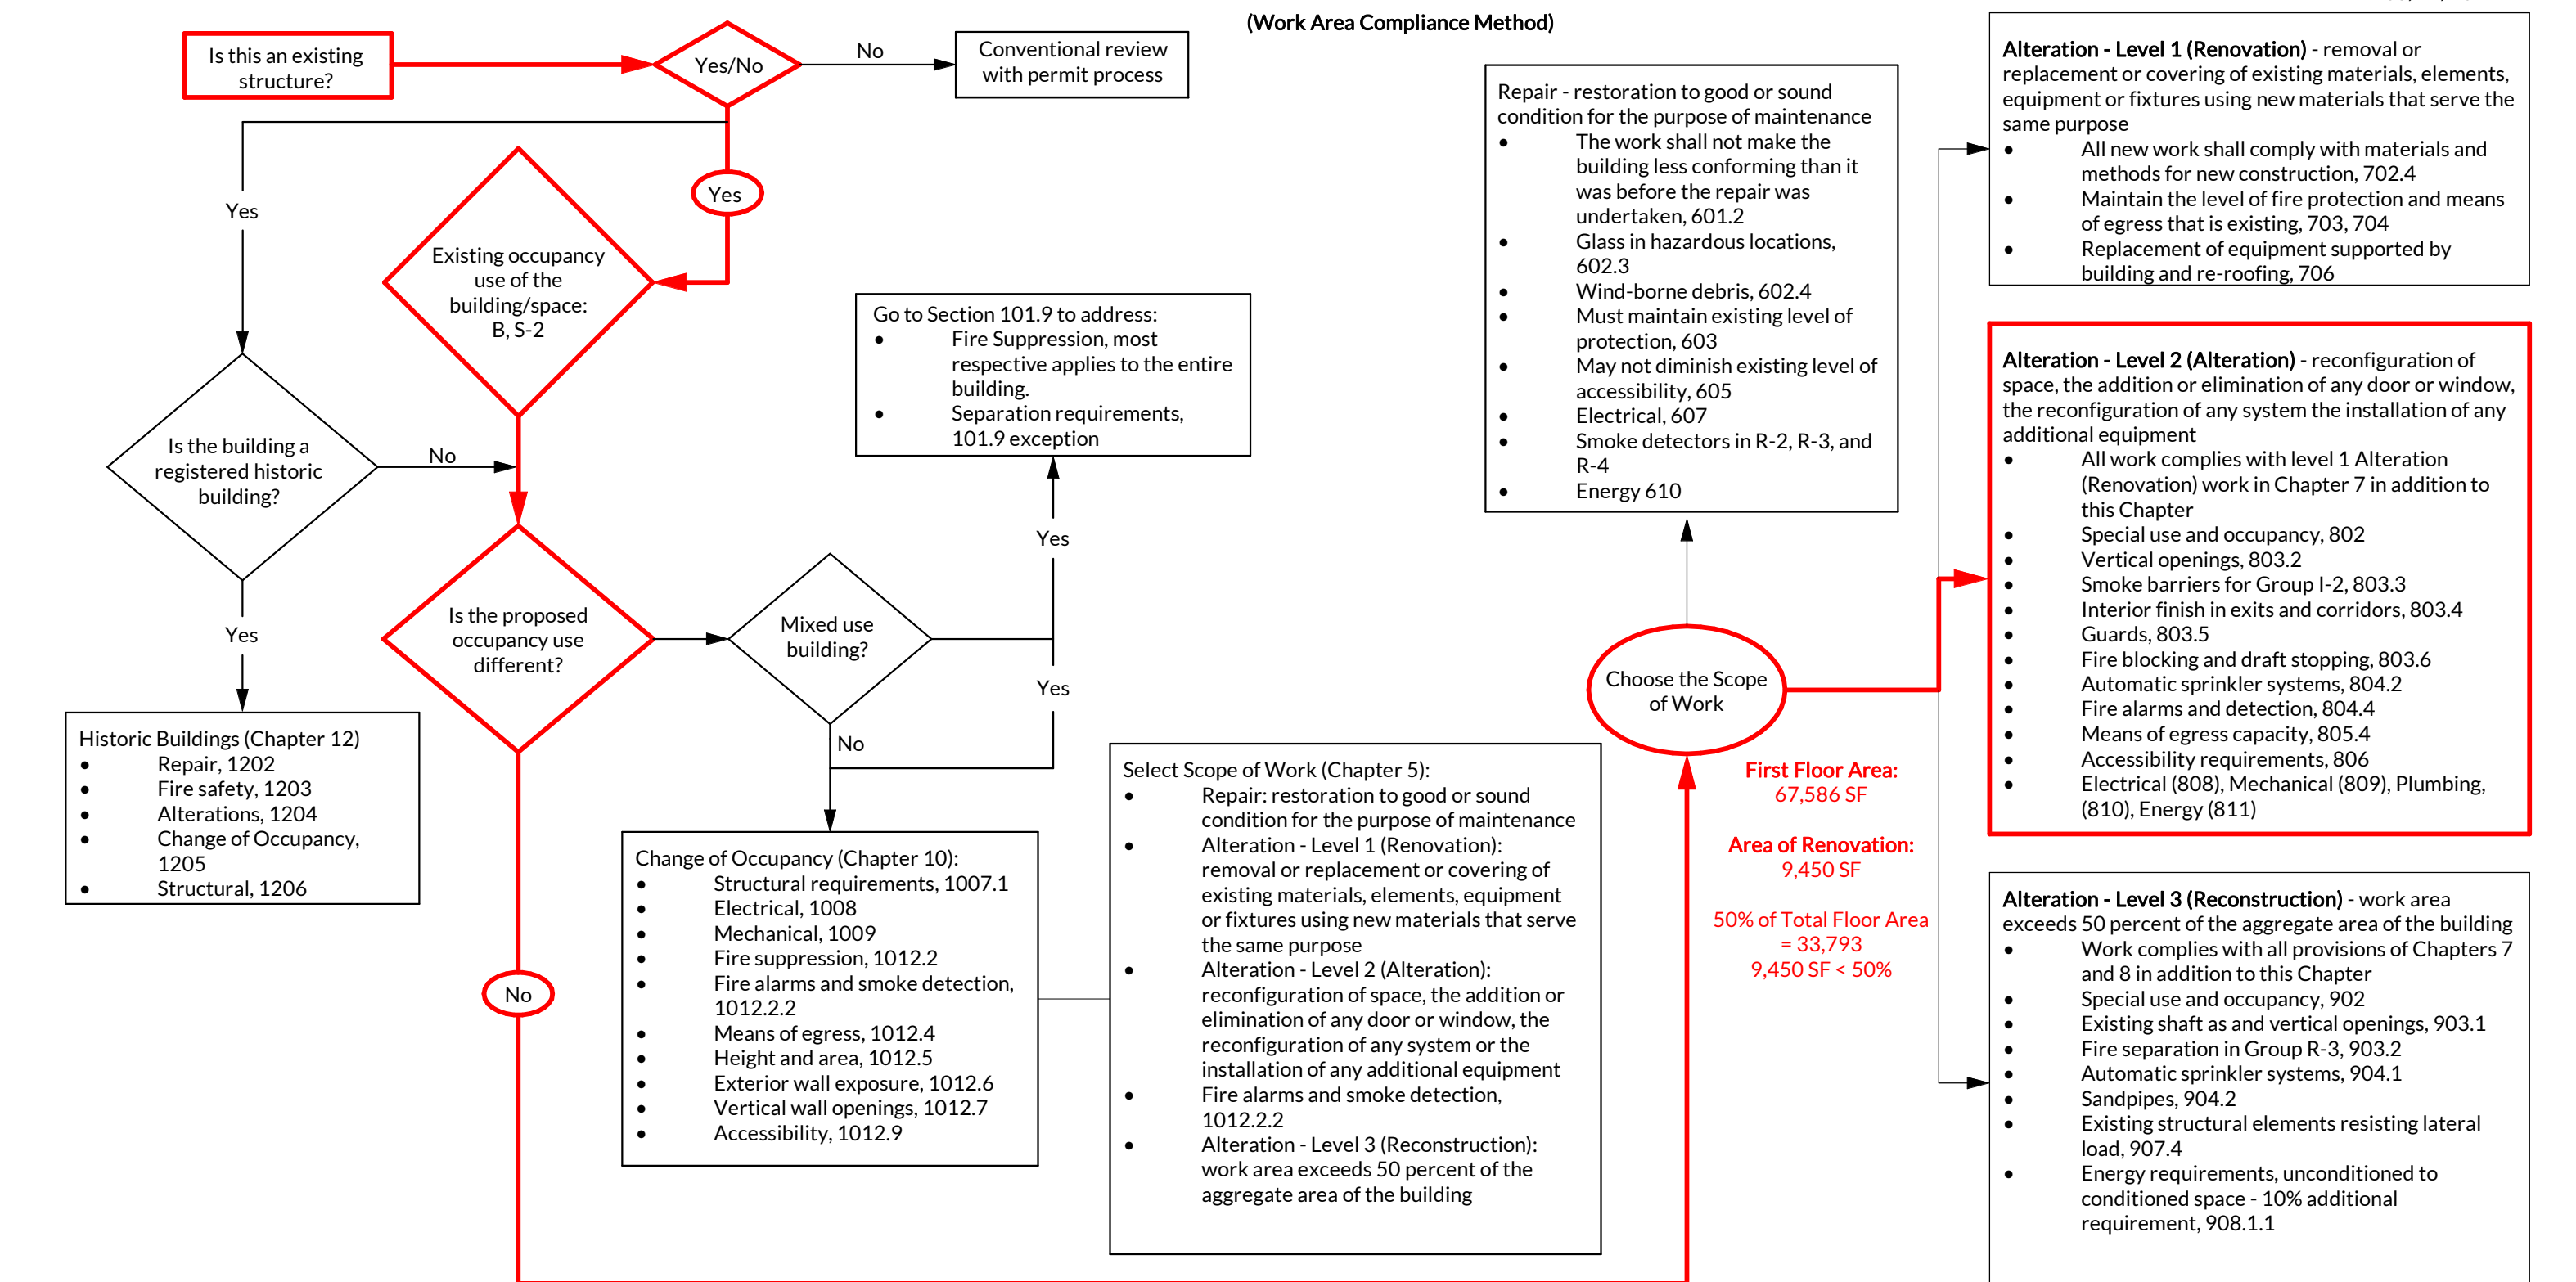 (Work Area Compliance Method)
Is this an existing
structure?
Yes/No
No
Conventional review
with permit process
Yes
Yes
Existing occupancy
use of the
building/space:
B, S-2
Is the building a
registered historic
building?
No
Yes
Historic Buildings (Chapter 12)
• Repair, 1202
• Fire safety, 1203
• Alterations, 1204
• Change of Occupancy,
1205
• Structural, 1206
Is the proposed
occupancy use
different?
No
Mixed use
building?
Yes
Yes
No
Go to Section 101.9 to address:
• Fire Suppression, most
respective applies to the entire
building.
• Separation requirements,
101.9 exception
Change of Occupancy (Chapter 10):
• Structural requirements, 1007.1
• Electrical, 1008
• Mechanical, 1009
• Fire suppression, 1012.2
• Fire alarms and smoke detection,
1012.2.2
• Means of egress, 1012.4
• Height and area, 1012.5
• Exterior wall exposure, 1012.6
• Vertical wall openings, 1012.7
• Accessibility, 1012.9
Select Scope of Work (Chapter 5):
• Repair: restoration to good or sound
condition for the purpose of maintenance
• Alteration - Level 1 (Renovation):
removal or replacement or covering of
existing materials, elements, equipment
or fixtures using new materials that serve
the same purpose
• Alteration - Level 2 (Alteration):
reconfiguration of space, the addition or
elimination of any door or window, the
reconfiguration of any system or the
installation of any additional equipment
• Fire alarms and smoke detection,
1012.2.2
• Alteration - Level 3 (Reconstruction):
work area exceeds 50 percent of the
aggregate area of the building
Repair - restoration to good or sound
condition for the purpose of maintenance
• The work shall not make the
building less conforming than it
was before the repair was
undertaken, 601.2
• Glass in hazardous locations,
602.3
• Wind-borne debris, 602.4
• Must maintain existing level of
protection, 603
• May not diminish existing level of
accessibility, 605
• Electrical, 607
• Smoke detectors in R-2, R-3, and
R-4
• Energy 610
Choose the Scope
of Work
First Floor Area:
67,586 SF
Area of Renovation:
9,450 SF
50% of Total Floor Area
= 33,793
9,450 SF < 50%
Alteration - Level 1 (Renovation) - removal or
replacement or covering of existing materials, elements,
equipment or fixtures using new materials that serve the
same purpose
• All new work shall comply with materials and
methods for new construction, 702.4
• Maintain the level of fire protection and means
of egress that is existing, 703, 704
• Replacement of equipment supported by
building and re-roofing, 706
Alteration - Level 2 (Alteration) - reconfiguration of
space, the addition or elimination of any door or window,
the reconfiguration of any system the installation of any
additional equipment
• All work complies with level 1 Alteration
(Renovation) work in Chapter 7 in addition to
this Chapter
• Special use and occupancy, 802
• Vertical openings, 803.2
• Smoke barriers for Group I-2, 803.3
• Interior finish in exits and corridors, 803.4
• Guards, 803.5
• Fire blocking and draft stopping, 803.6
• Automatic sprinkler systems, 804.2
• Fire alarms and detection, 804.4
• Means of egress capacity, 805.4
• Accessibility requirements, 806
• Electrical (808), Mechanical (809), Plumbing,
(810), Energy (811)
Alteration - Level 3 (Reconstruction) - work area
exceeds 50 percent of the aggregate area of the building
• Work complies with all provisions of Chapters 7
and 8 in addition to this Chapter
• Special use and occupancy, 902
• Existing shaft as and vertical openings, 903.1
• Fire separation in Group R-3, 903.2
• Automatic sprinkler systems, 904.1
• Sandpipes, 904.2
• Existing structural elements resisting lateral
load, 907.4
• Energy requirements, unconditioned to
conditioned space - 10% additional
requirement, 908.1.1